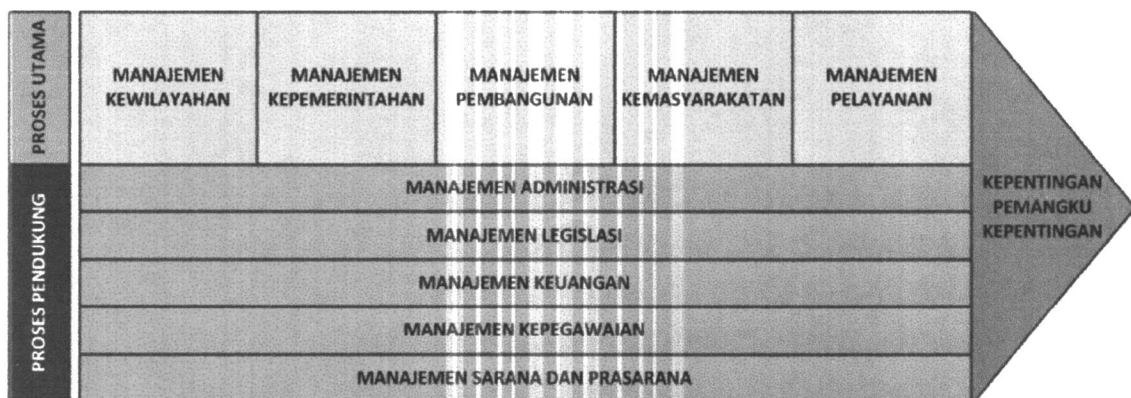 PROSES UTAMA
MANAJEMEN
KEWILAYAHAN
MANAJEMEN
KEPEMERINTAHAN
MANAJEMEN
PEMBANGUNAN
MANAJEMEN
KEMASYARAKATAN
MANAJEMEN
PELAYANAN
PROSES PENDUKUNG
MANAJEMEN ADMINISTRASI
MANAJEMEN LEGISLASI
MANAJEMEN KEUANGAN
MANAJEMEN KEPEGAWAIAN
MANAJEMEN SARANA DAN PRASARANA
KEPENTINGAN
PEMANGKU
KEPENTINGAN